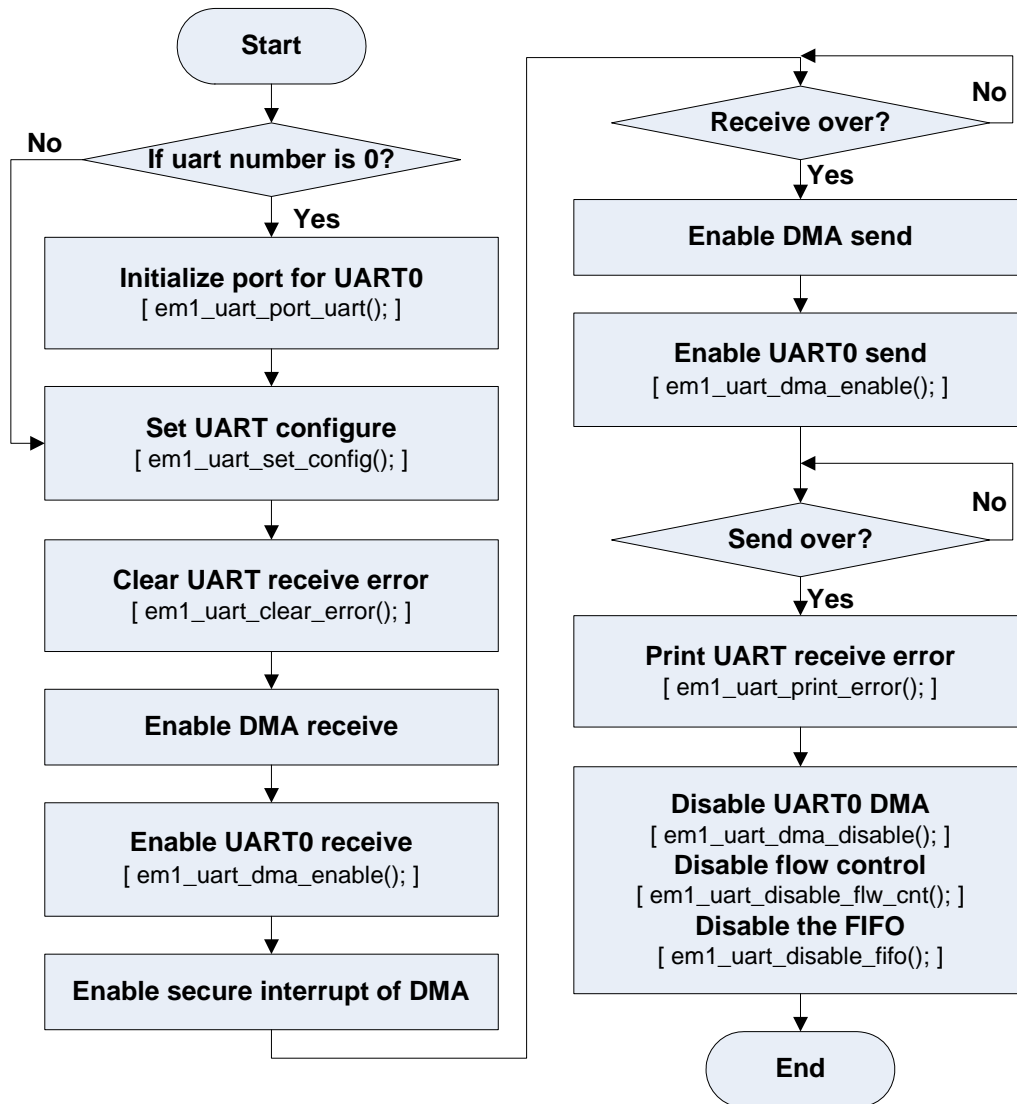 Start
If uart number is 0?
No
Yes
Initialize port for UART0
[ em1_uart_port_uart(); ]
Set UART configure
[ em1_uart_set_config(); ]
Clear UART receive error
[ em1_uart_clear_error(); ]
Enable DMA receive
Enable UART0 receive
[ em1_uart_dma_enable(); ]
Enable secure interrupt of DMA
Receive over?
No
Yes
Enable DMA send
Enable UART0 send
[ em1_uart_dma_enable(); ]
Send over?
No
Yes
Print UART receive error
[ em1_uart_print_error(); ]
Disable UART0 DMA
[ em1_uart_dma_disable(); ]
Disable flow control
[ em1_uart_disable_flw_cnt(); ]
Disable the FIFO
[ em1_uart_disable_fifo(); ]
End